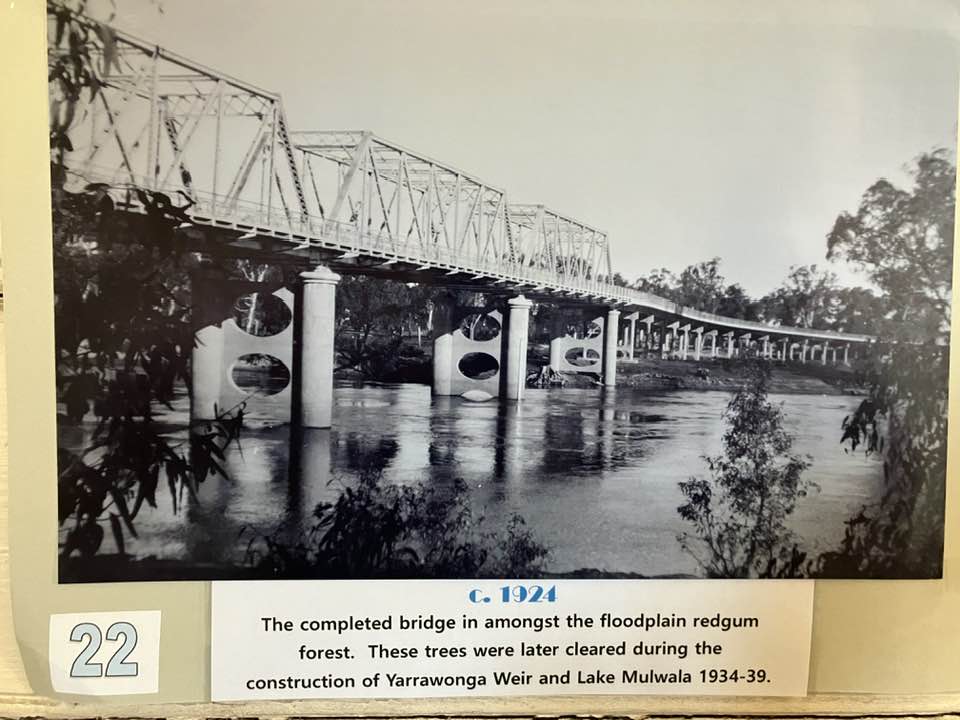 c. 1924
The completed bridge in amongst the floodplain redgum
forest. These trees were later cleared during the
construction of Yarrawonga Weir and Lake Mulwala 1934-39.
22